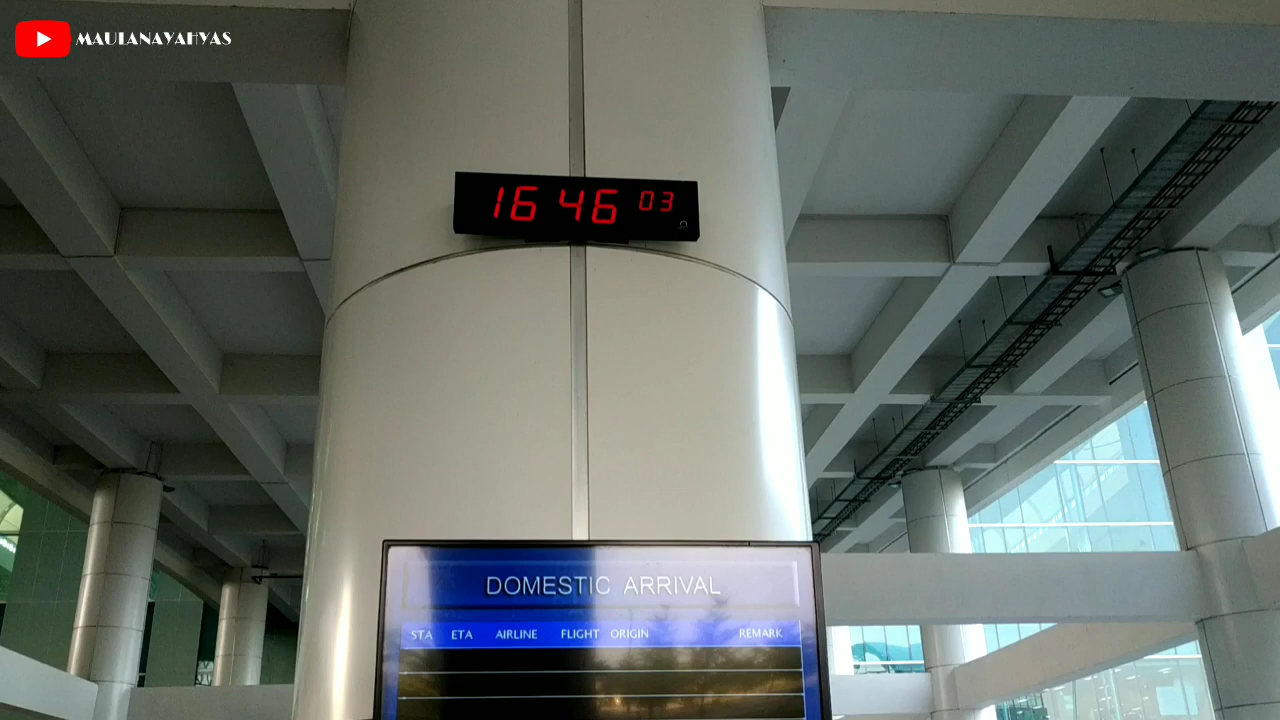 MAULANAYAHYAS
16 46 03
DOMESTIC ARRIVAL
STA ETA AIRLINE FLIGHT ORIGIN REMARK